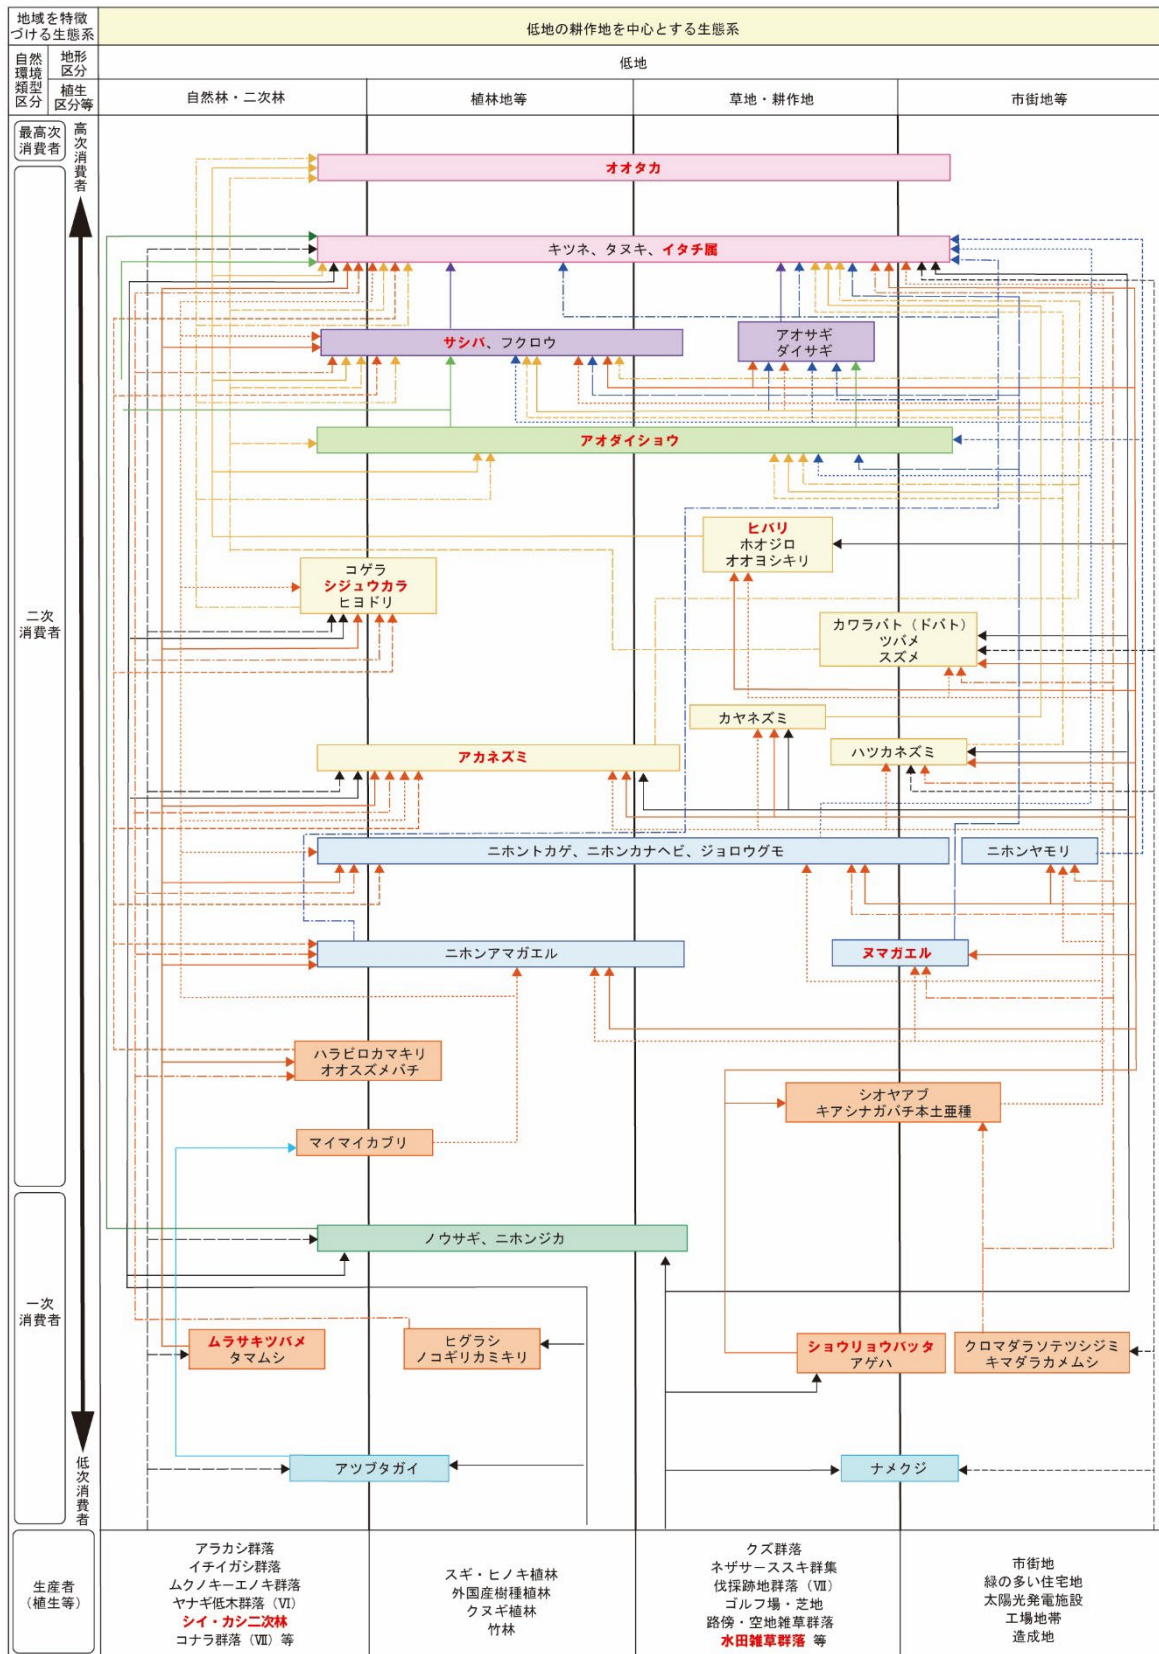 地域を特徴
づける生態系
低地の耕作地を中心とする生態系
自然
環境
類型
区分
地形
区分
低地
植生
区分等
自然林・二次林
植林地等
草地・耕作地
市街地等
最高次
消費者
高次消費者
オオタカ
キツネ、タヌキ、イタチ属
サシバ、フクロウ
アオサギ
ダイサギ
アオダイショウ
ヒバリ
ホオジロ
オオヨシキリ
コゲラ
シジュウカラ
ヒヨドリ
二次
消費者
カワラバト（ドバト）
ツバメ
スズメ
カヤネズミ
アカネズミ
ハツカネズミ
ニホントカゲ、ニホンカナヘビ、ジョロウグモ
ニホンヤモリ
ニホンアマガエル
ヌマガエル
ハラビロカマキリ
オオスズメバチ
シオヤアブ
キアシナガバチ本土亜種
マイマイカブリ
ノウサギ、ニホンジカ
一次
消費者
ムラサキツバメ
タマムシ
ヒグラシ
ノコギリカミキリ
ショウリョウバッタ
アゲハ
クロマダラソテツシジミ
キマダラカメムシ
低次消費者
アツブタガイ
ナメクジ
生産者
（植生等）
アラカシ群落
イチイガシ群落
ムクノキーエノキ群落
ヤナギ低木群落（Ⅵ）
シイ・カシ二次林
コナラ群落（Ⅶ）等
スギ・ヒノキ植林
外国産樹種植林
クヌギ植林
竹林
クズ群落
ネザサーススキ群集
伐採跡地群落（Ⅶ）
ゴルフ場・芝地
路傍・空地雑草群落
水田雑草群落 等
市街地
緑の多い住宅地
太陽光発電施設
工場地帯
造成地